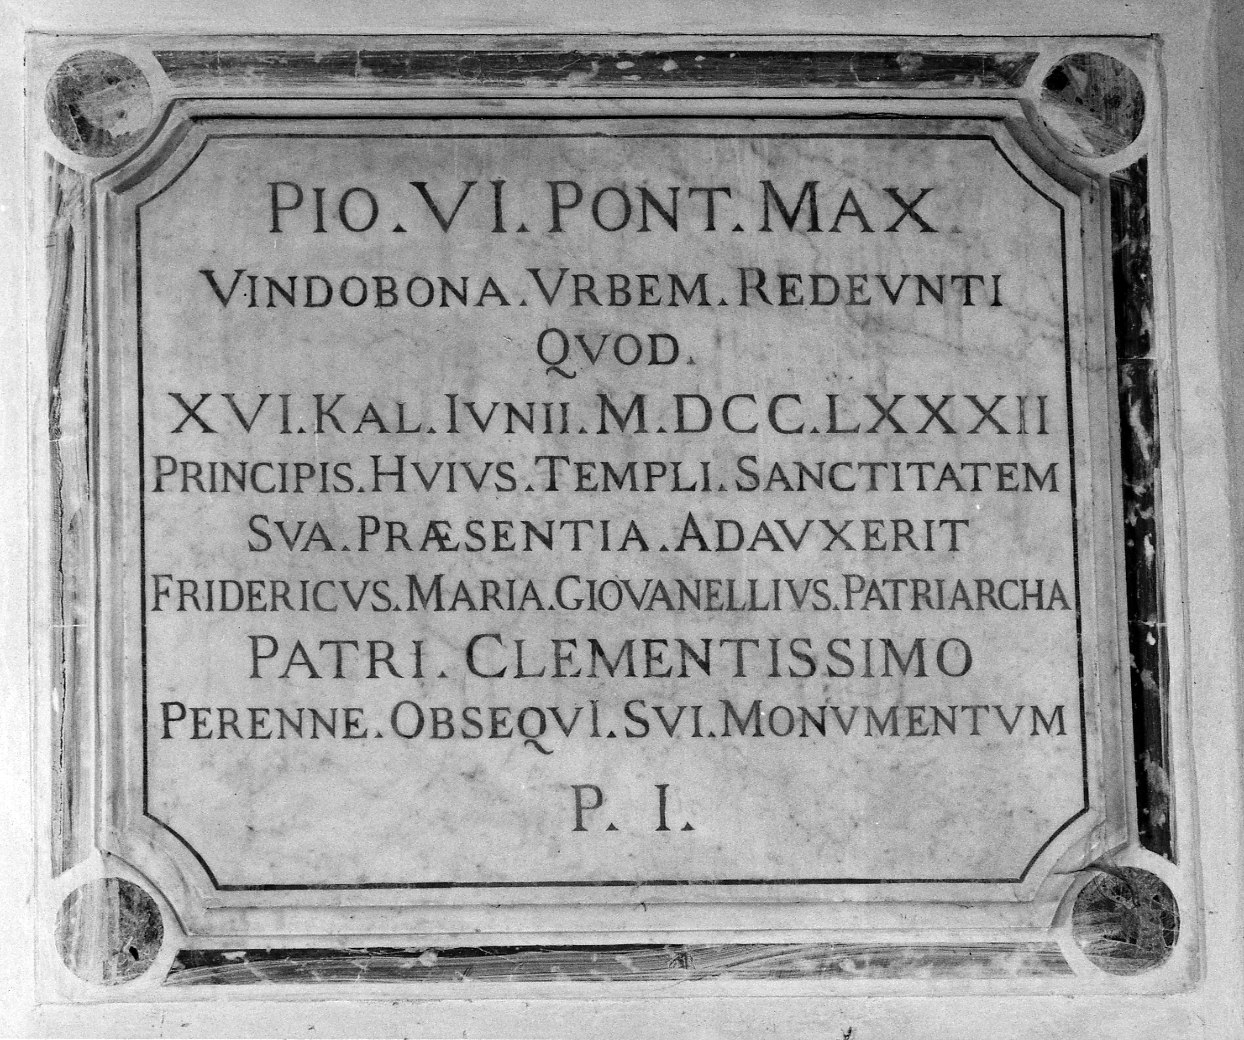 PIO.VI.PONT.MAX.
VINDOBONA.VRBEM.REDEVNTI
QVOD.
XVI.KAL.IVNII.M.DCC.LXXXII
PRINCIPIS.HVIVS.TEMPLI.SANCTITATEM
SVA.PRÆSENTIA.ADAVXERIT
FRIDERICVS.MARIA.GIOVANELLIVS.PATRIARCHA
PATRI.CLEMENTISSIMO
PERENNE.OBSEQVI.SVI.MONVMENTVM
P. I.